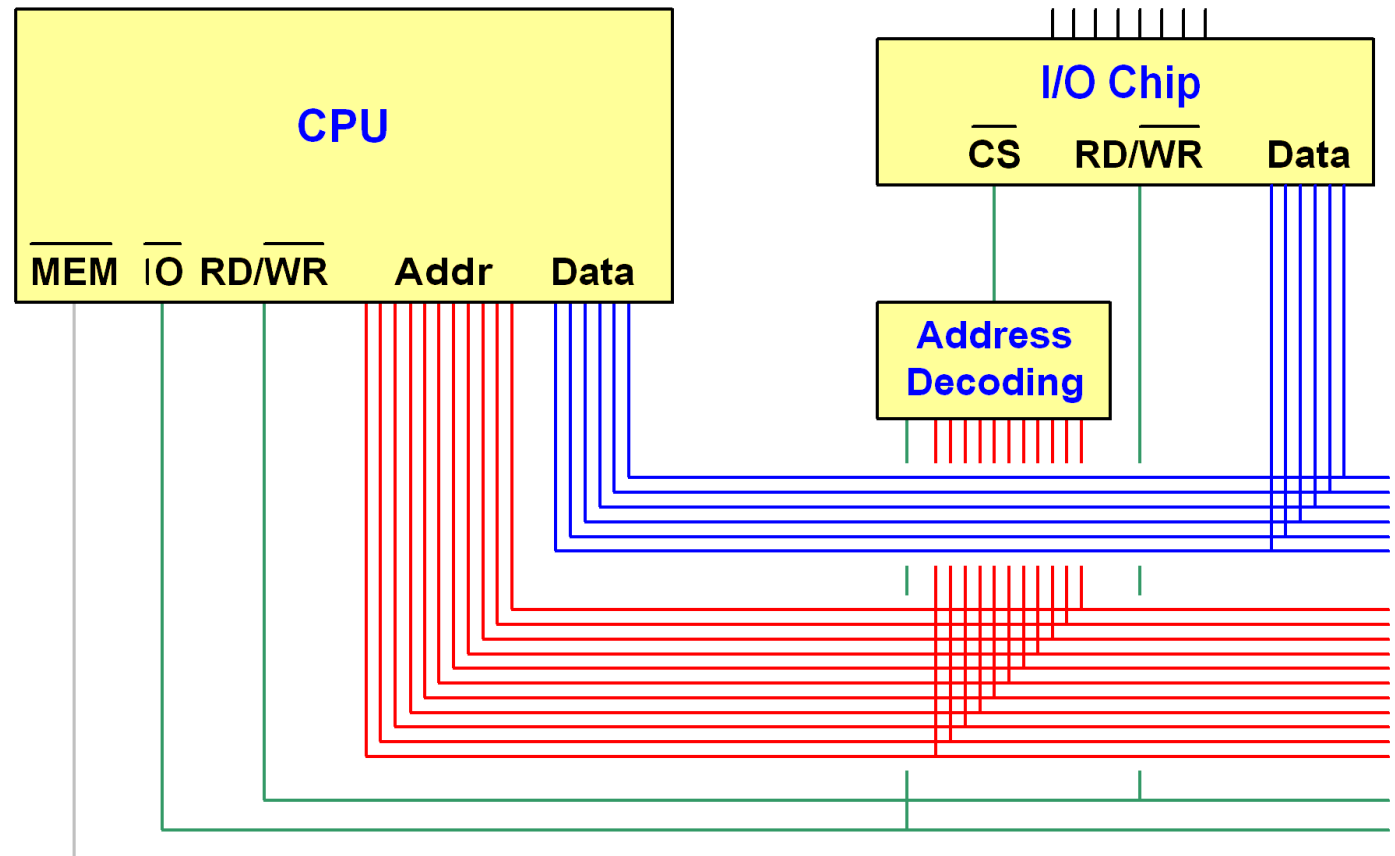 CPU
MEM IO RD/WR Addr Data
I/O Chip
CS RD/WR Data
Address
Decoding